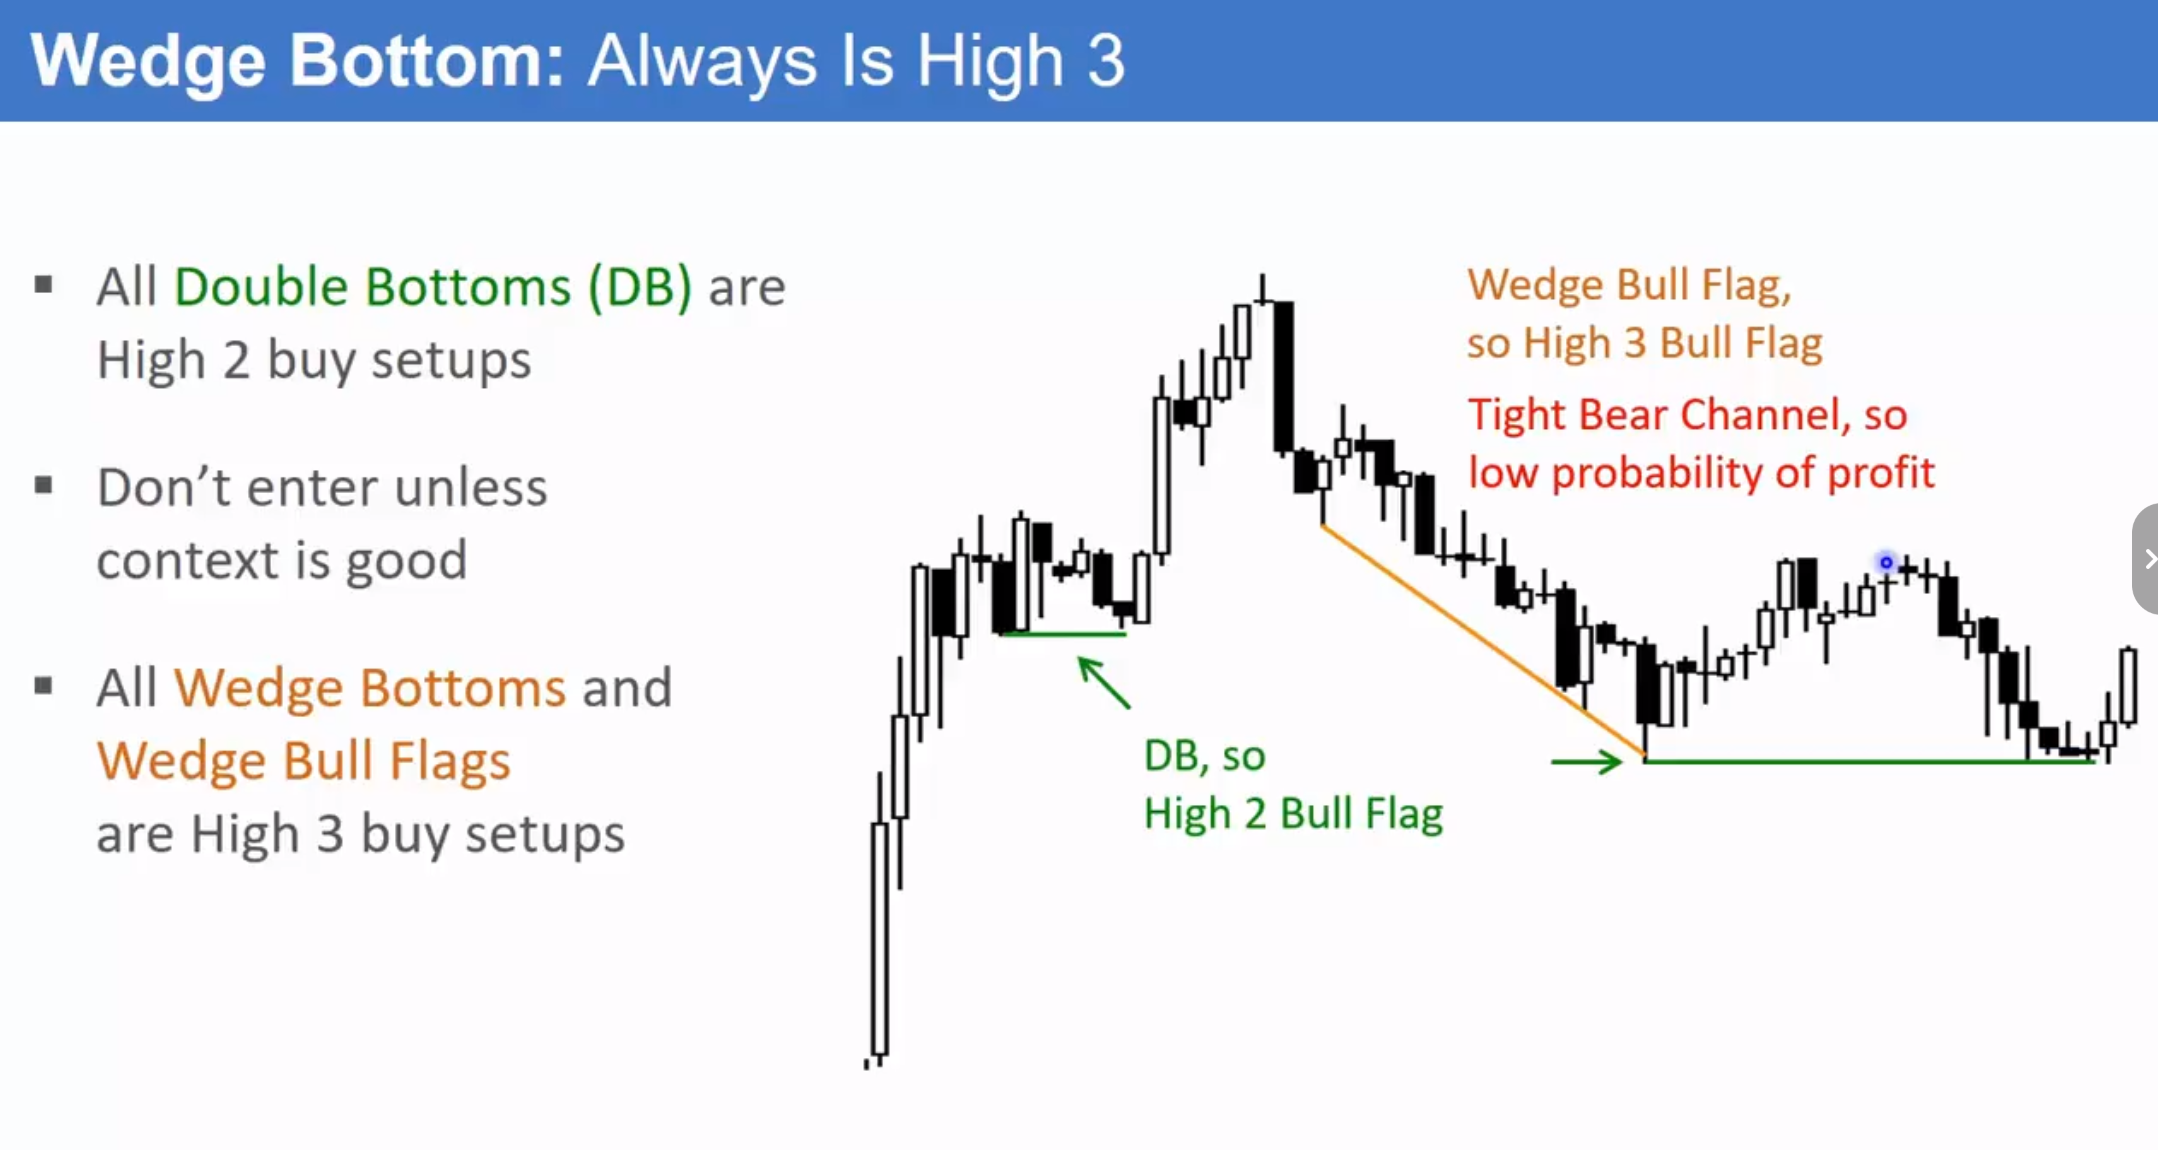 Wedge Bottom: Always Is High 3
All Double Bottoms (DB) are
High 2 buy setups
Don't enter unless
context is good
All Wedge Bottoms and
Wedge Bull Flags
are High 3 buy setups
Wedge Bull Flag,
so High 3 Bull Flag
Tight Bear Channel, so
low probability of profit
DB, so
High 2 Bull Flag